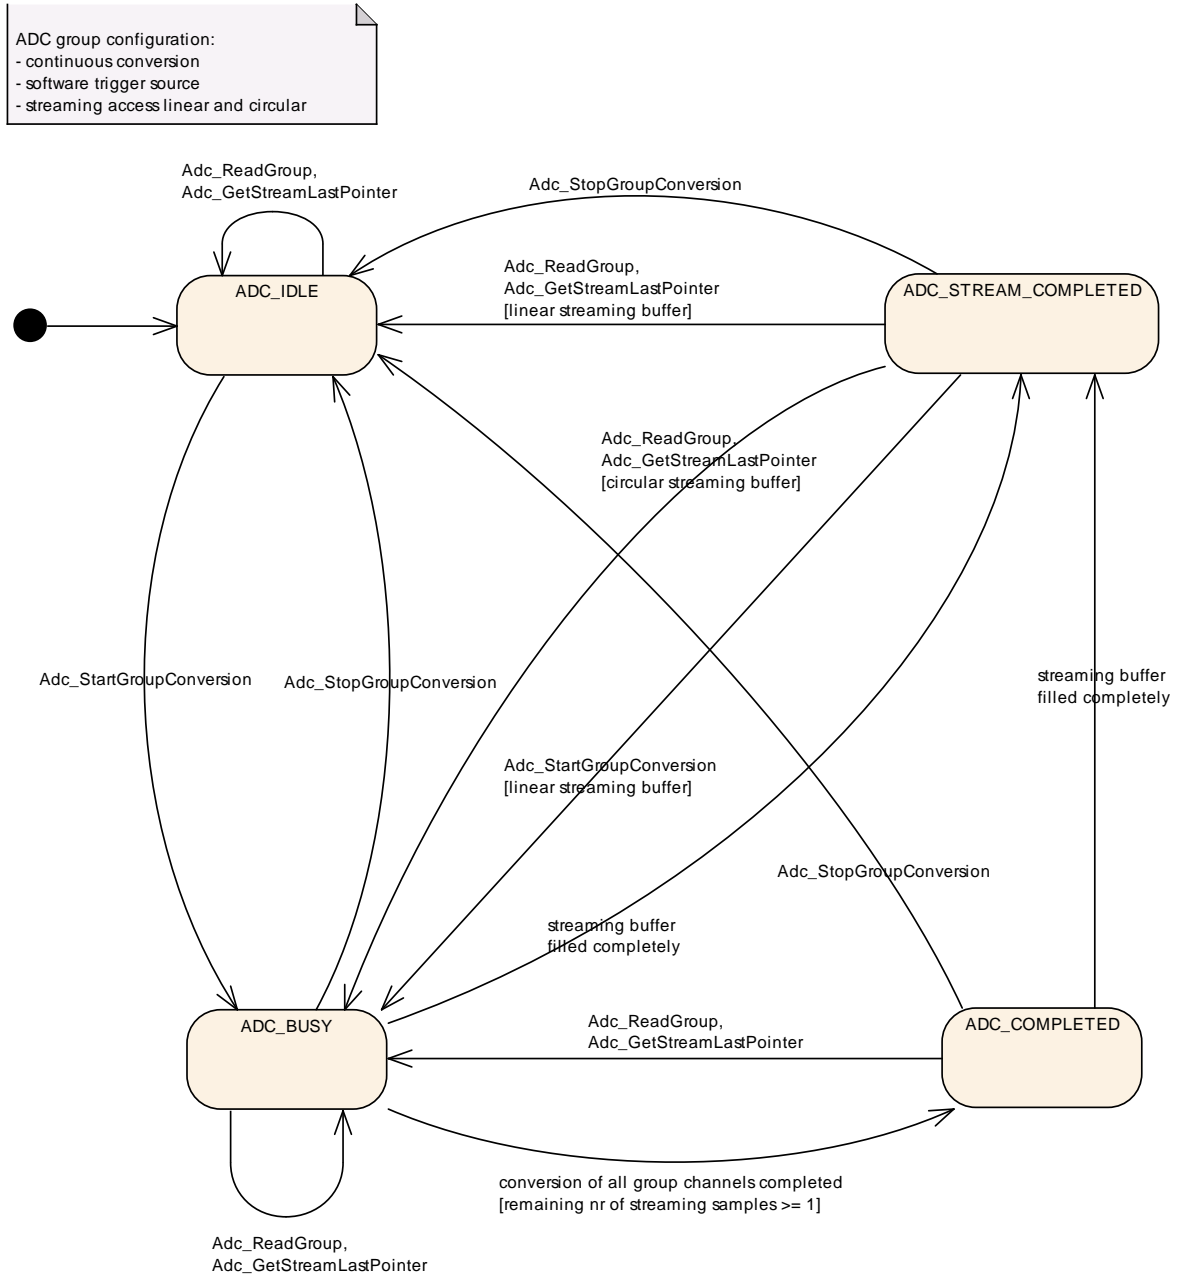 ADC group configuration:
- continuous conversion
- software trigger source
- streaming access linear and circular
Adc_ReadGroup,
Adc_GetStreamLastPointer
Adc_StopGroupConversion
ADC_IDLE
Adc_ReadGroup,
Adc_GetStreamLastPointer
[linear streaming buffer]
ADC_STREAM_COMPLETED
Adc_ReadGroup,
Adc_GetStreamLastPointer
[circular streaming buffer]
Adc_StartGroupConversion
Adc_StopGroupConversion
streaming buffer
filled completely
Adc_StartGroupConversion
[linear streaming buffer]
Adc_StopGroupConversion
streaming buffer
filled completely
ADC_BUSY
Adc_ReadGroup,
Adc_GetStreamLastPointer
ADC_COMPLETED
conversion of all group channels completed
[remaining nr of streaming samples >= 1]
Adc_ReadGroup,
Adc_GetStreamLastPointer